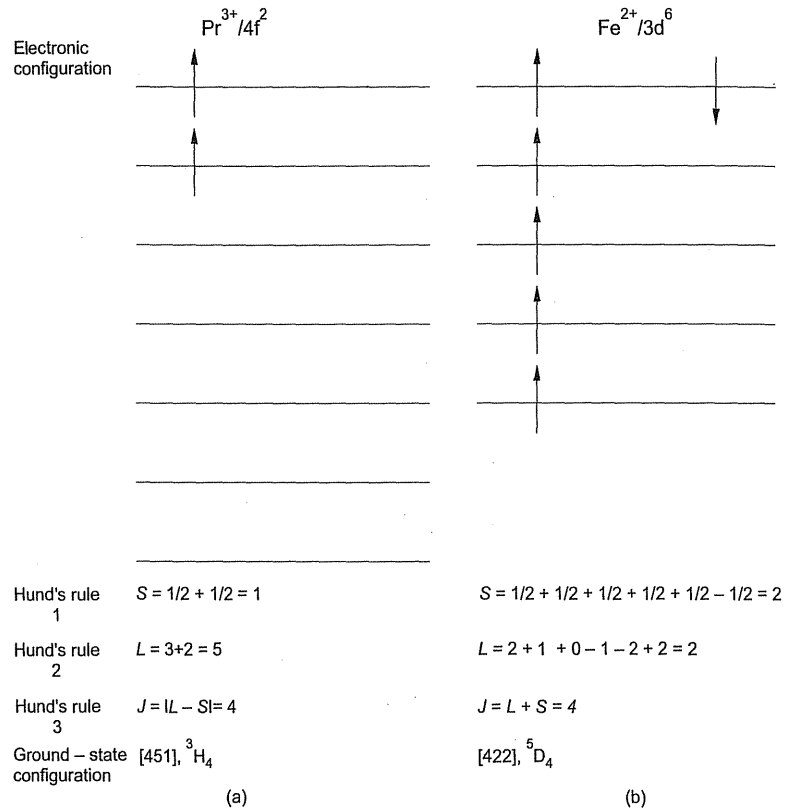 Pr3+/4f2 Fe2+/3d6
Electronic
configuration
Hund's rule S = 1/2 + 1/2 = 1 S = 1/2 + 1/2 + 1/2 + 1/2 + 1/2 – 1/2 = 2
1
Hund's rule L = 3+2 = 5 L = 2 + 1 + 0 – 1 – 2 + 2 = 2
2
Hund's rule J = |L – S|= 4 J = L + S = 4
3
Ground – state [451], 3H4 [422], 5D4
configuration
(a) (b)